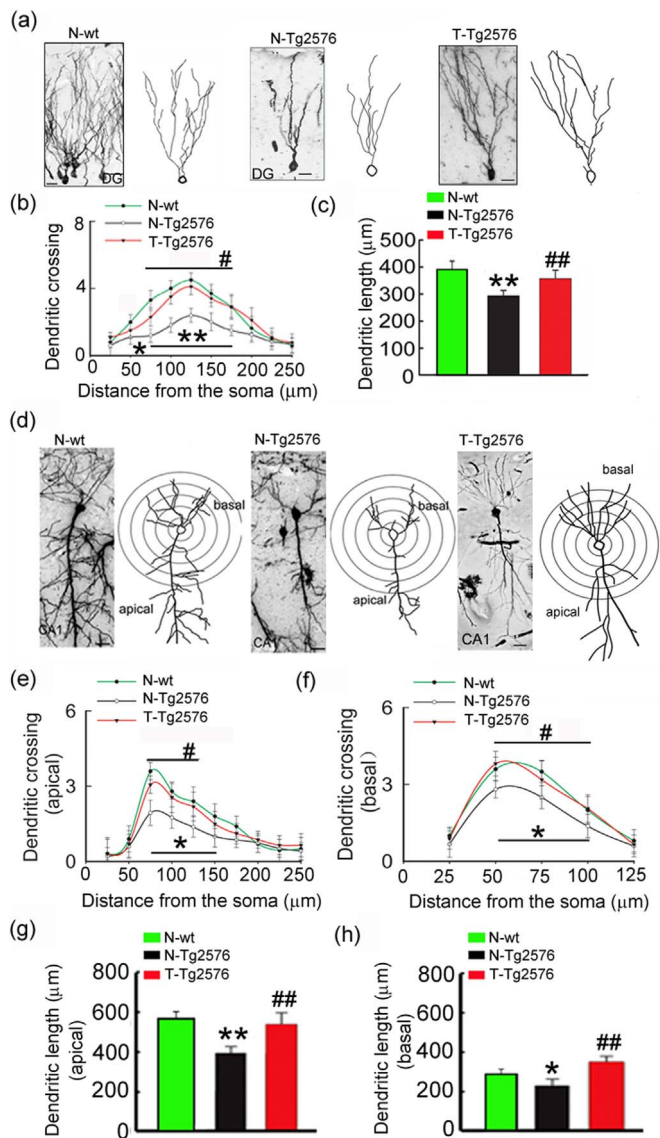 (a)
N-wt
N-Tg2576
T-Tg2576
DG
DG
(b)
N-wt
N-Tg2576
T-Tg2576
Dendritic crossing
8
4
0
#
*
**
0 50 100 150 200 250
Distance from the soma (μm)
(c)
N-wt
N-Tg2576
T-Tg2576
Dendritic length (μm)
500
400
300
200
100
0
**
##
(d)
N-wt
N-Tg2576
T-Tg2576
basal
basal
basal
apical
apical
apical
CA1
CA1
CA1
(e)
N-wt
N-Tg2576
T-Tg2576
Dendritic crossing
(apical)
6
3
0
#
*
0 50 100 150 200 250
Distance from the soma (μm)
(f)
N-wt
N-Tg2576
T-Tg2576
Dendritic crossing
(basal)
6
3
0
#
*
0 25 50 75 100 125
Distance from the soma (μm)
(g)
N-wt
N-Tg2576
T-Tg2576
Dendritic length (μm)
(apical)
800
600
400
200
0
**
##
(h)
N-wt
N-Tg2576
T-Tg2576
Dendritic length (μm)
(basal)
800
600
400
200
0
*
##